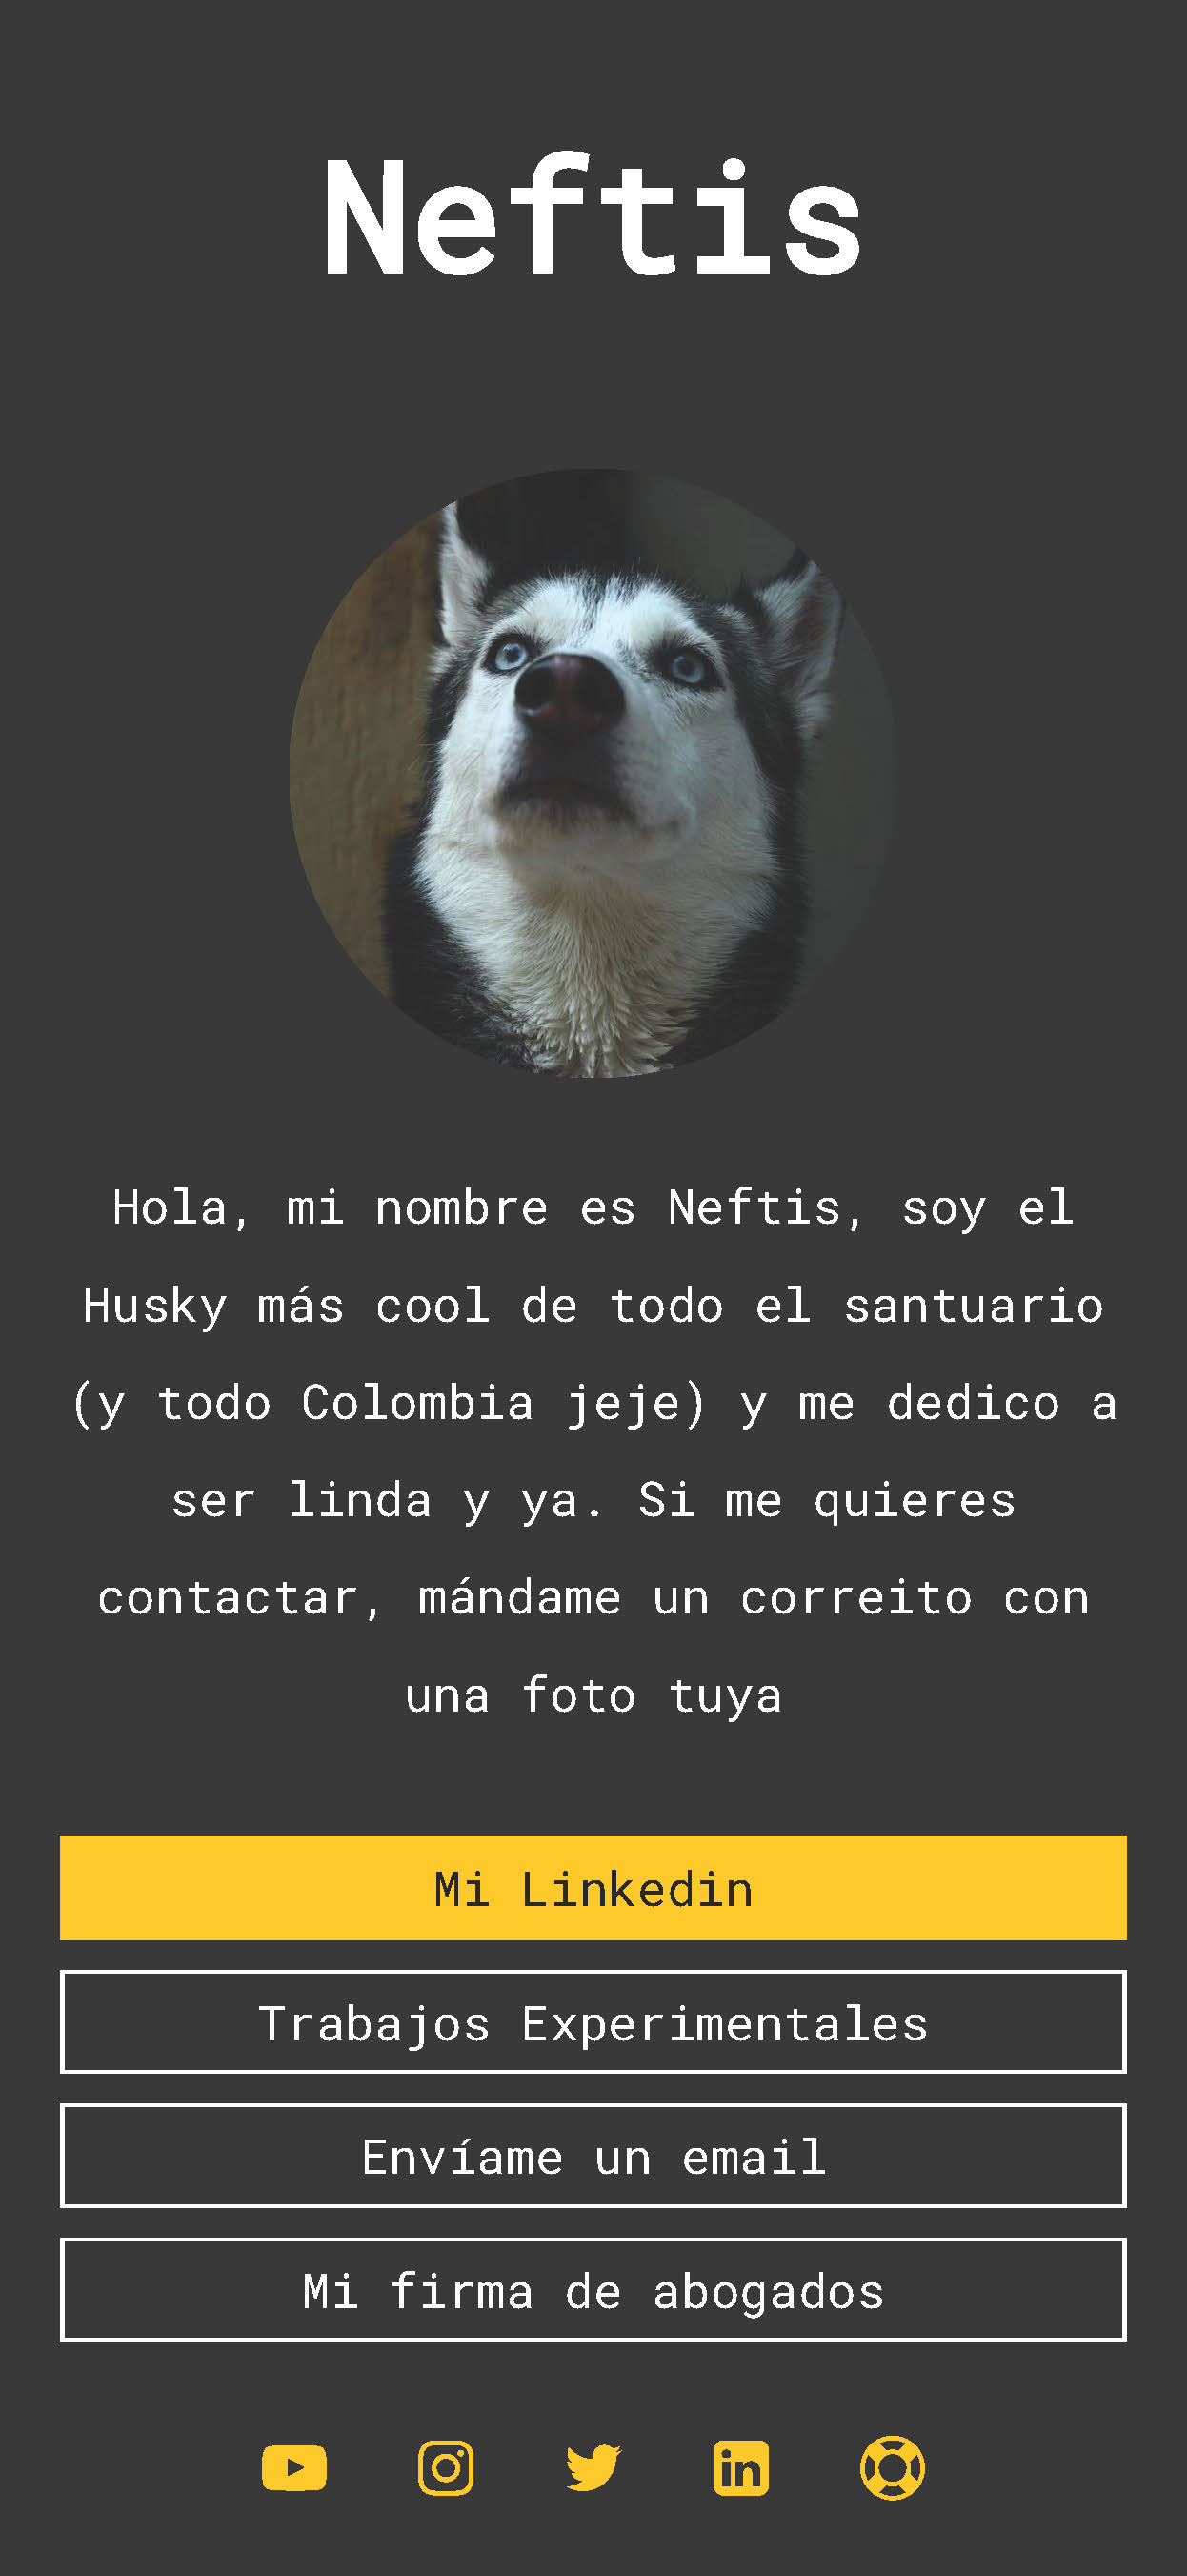 Neftis
Hola, mi nombre es Neftis, soy el
Husky más cool de todo el santuario
(y todo Colombia jeje) y me dedico a
ser linda y ya. Si me quieres
contactar, mándame un correito con
una foto tuya
Mi Linkedin
Trabajos Experimentales
Envíame un email
Mi firma de abogados
in